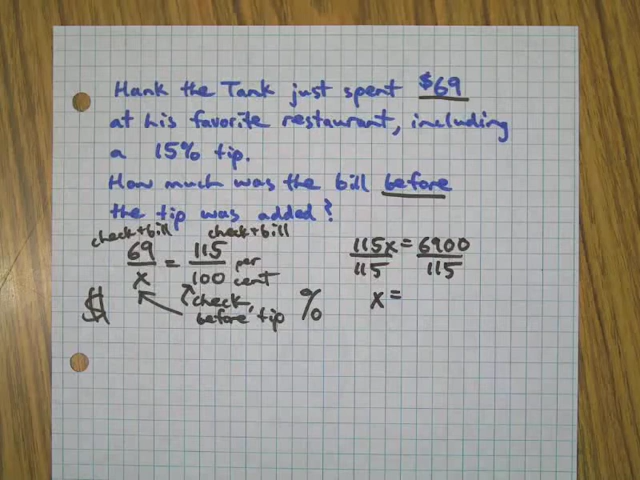 Hank the Tank just spent $69
at his favorite restaurant, including
a 15% tip.
How much was the bill before
the tip was added?
check+bill check+bill
69/x = 115/100 per cent
$ check before tip %
115x/115 = 6900/115
x =